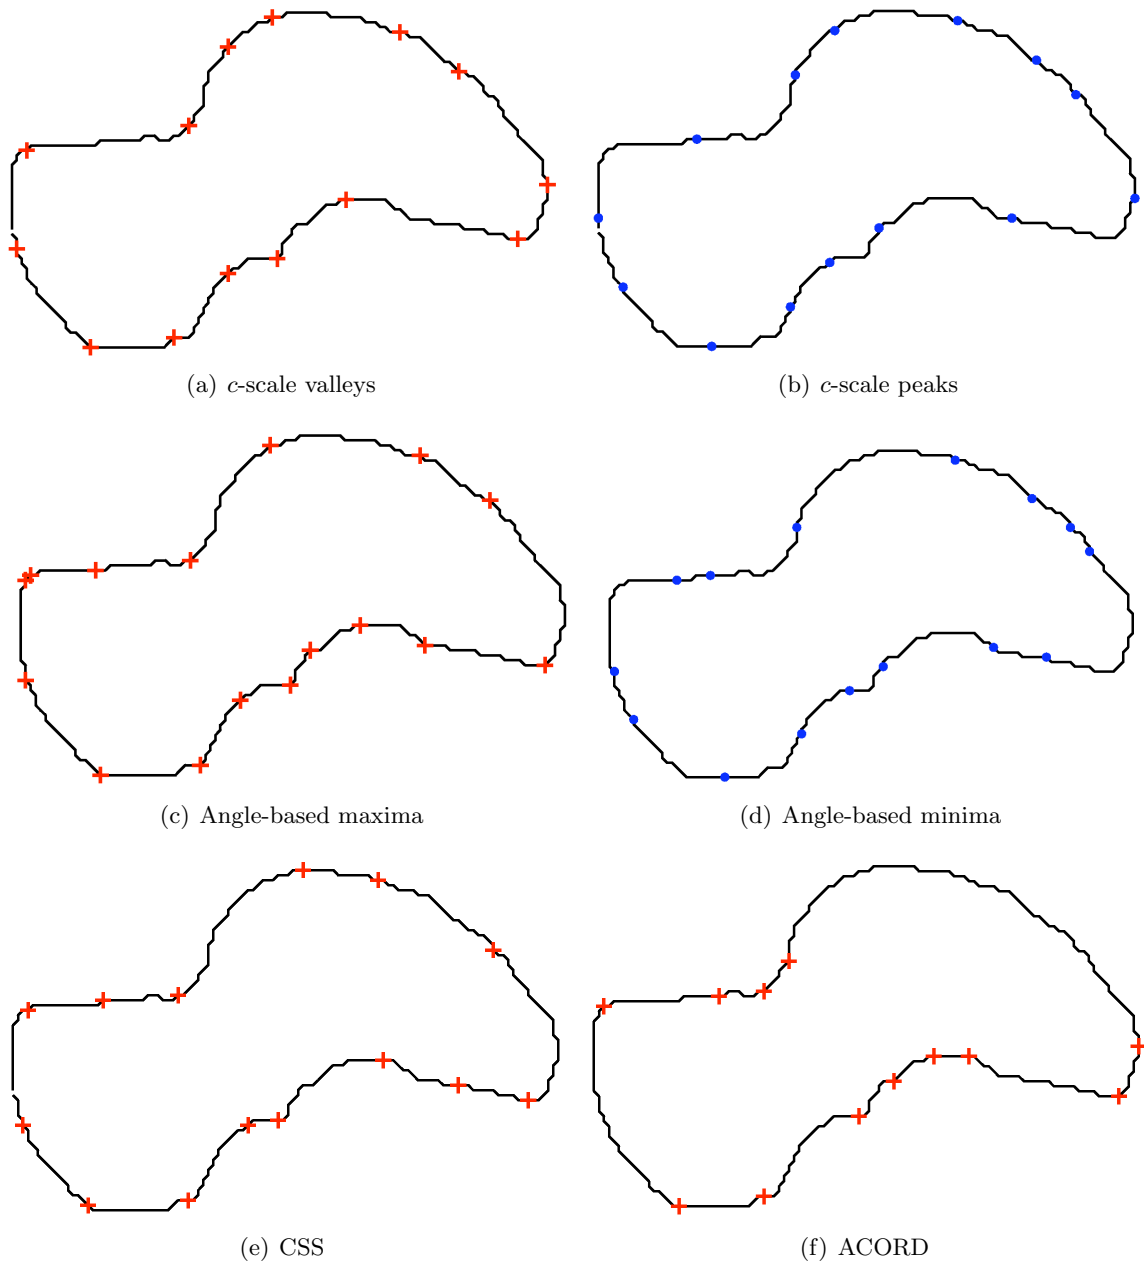 (a) c-scale valleys
(b) c-scale peaks
(c) Angle-based maxima
(d) Angle-based minima
(e) CSS
(f) ACORD